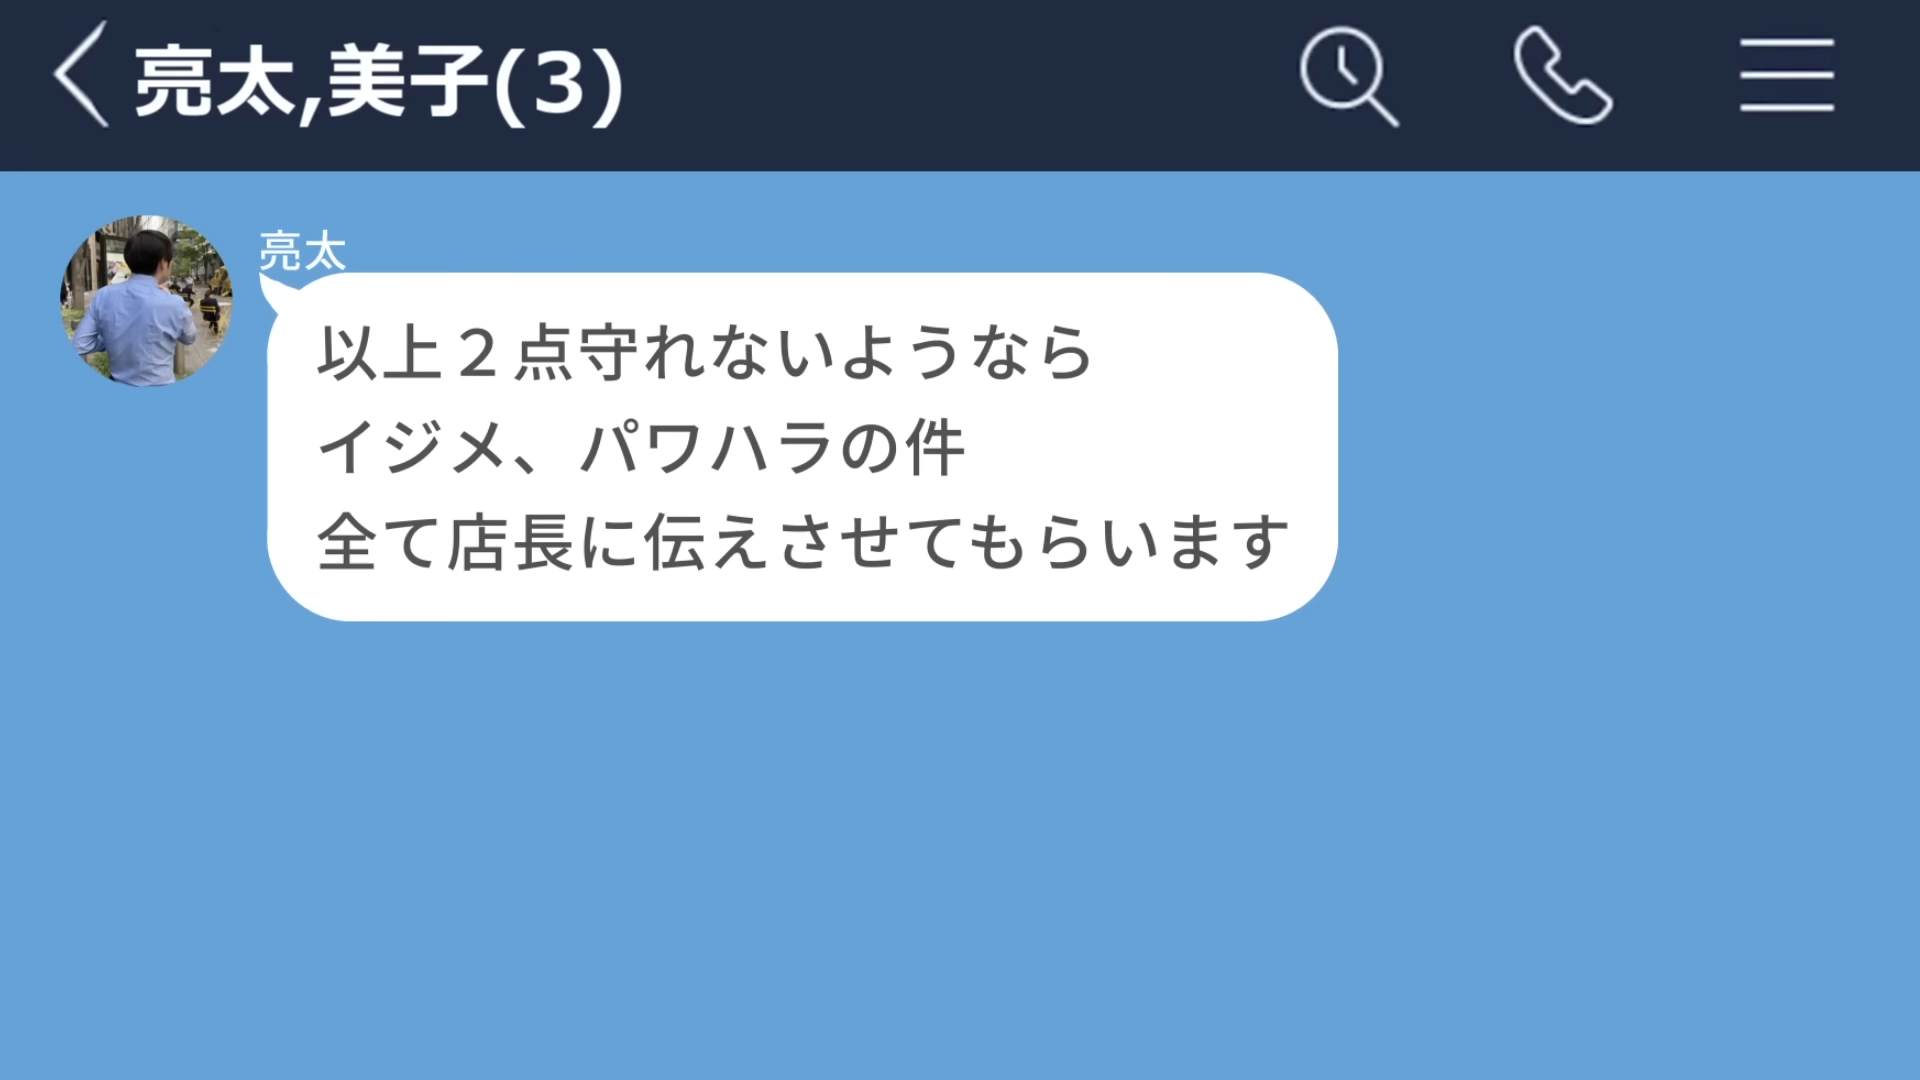 亮太,美子(3)
亮太
以上２点守れないようなら
イジメ、パワハラの件
全て店長に伝えさせてもらいます